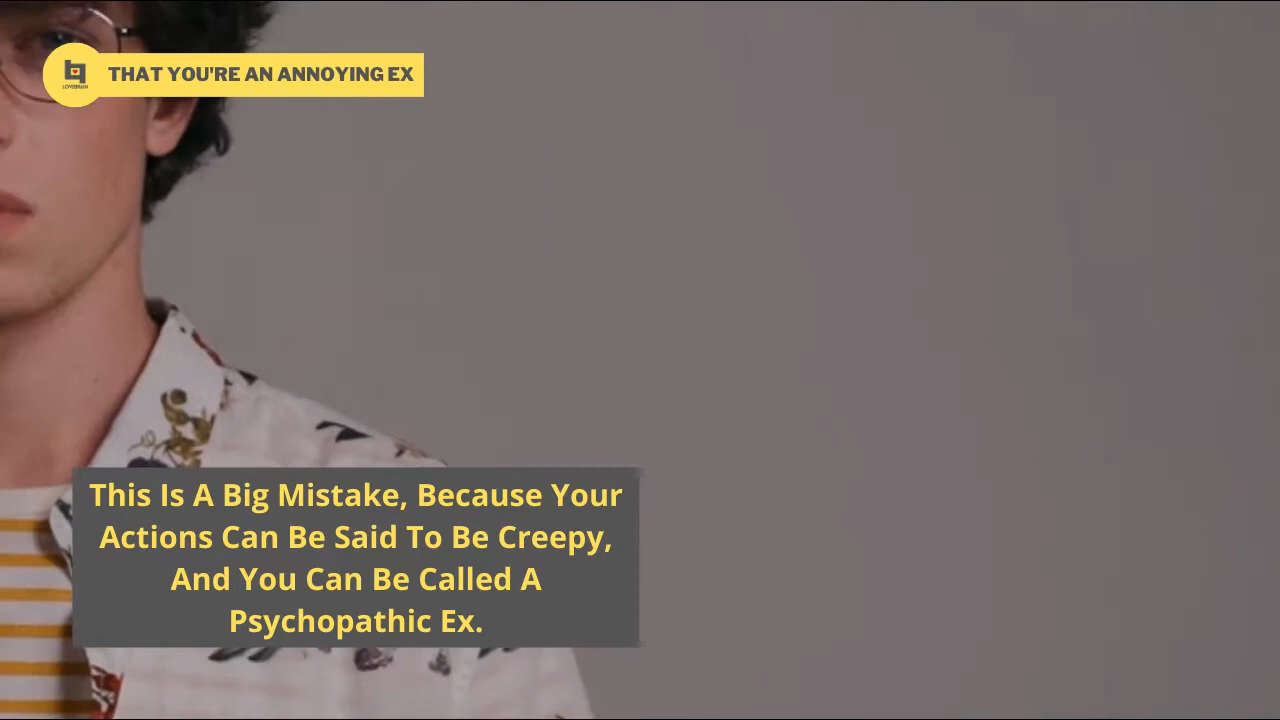 THAT YOU'RE AN ANNOYING EX
LOVEBRAIN
This Is A Big Mistake, Because Your
Actions Can Be Said To Be Creepy,
And You Can Be Called A
Psychopathic Ex.